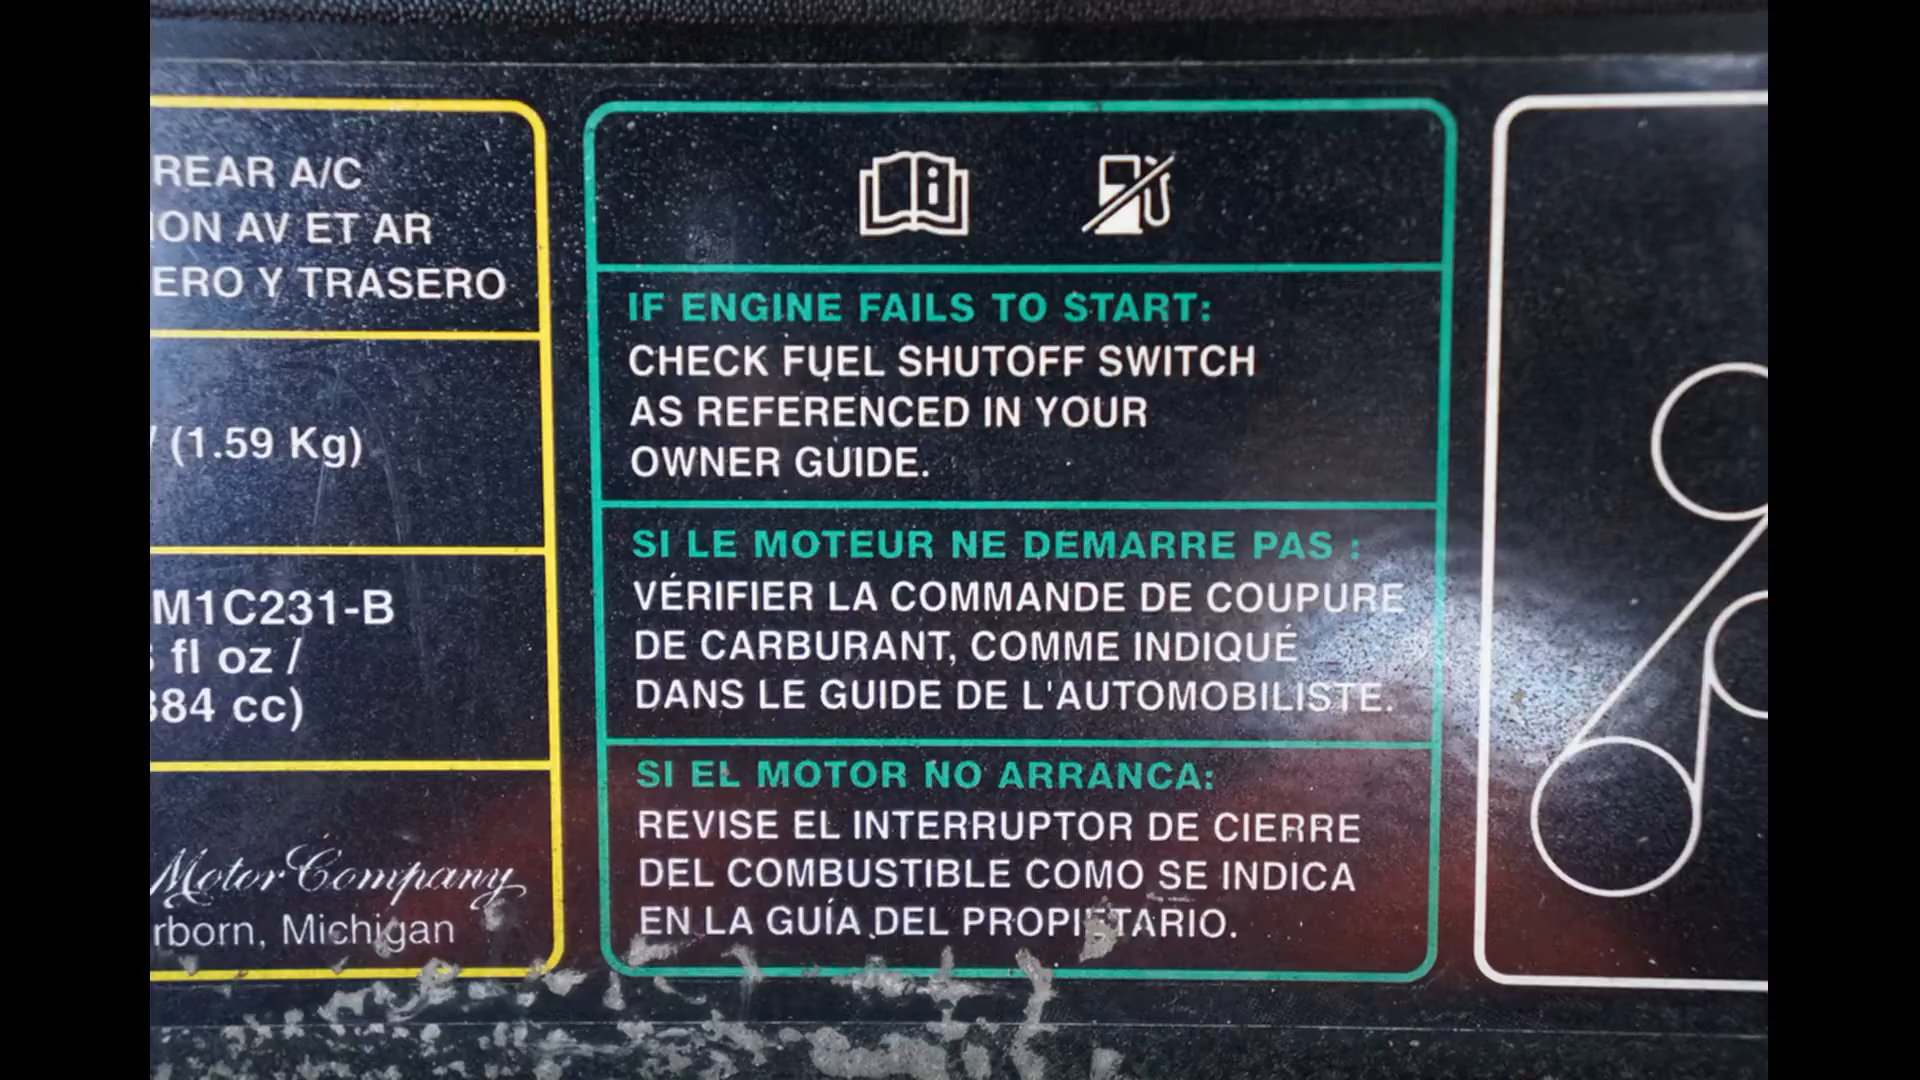 REAR A/C
ION AV ET AR
ERO Y TRASERO
(1.59 Kg)
M1C231-B
fl oz /
384 cc)
Motor Company
rborn, Michigan
IF ENGINE FAILS TO START:
CHECK FUEL SHUTOFF SWITCH
AS REFERENCED IN YOUR
OWNER GUIDE.
SI LE MOTEUR NE DEMARRE PAS :
VÉRIFIER LA COMMANDE DE COUPURE
DE CARBURANT, COMME INDIQUÉ
DANS LE GUIDE DE L'AUTOMOBILISTE.
SI EL MOTOR NO ARRANCA:
REVISE EL INTERRUPTOR DE CIERRE
DEL COMBUSTIBLE COMO SE INDICA
EN LA GUÍA DEL PROPIETARIO.